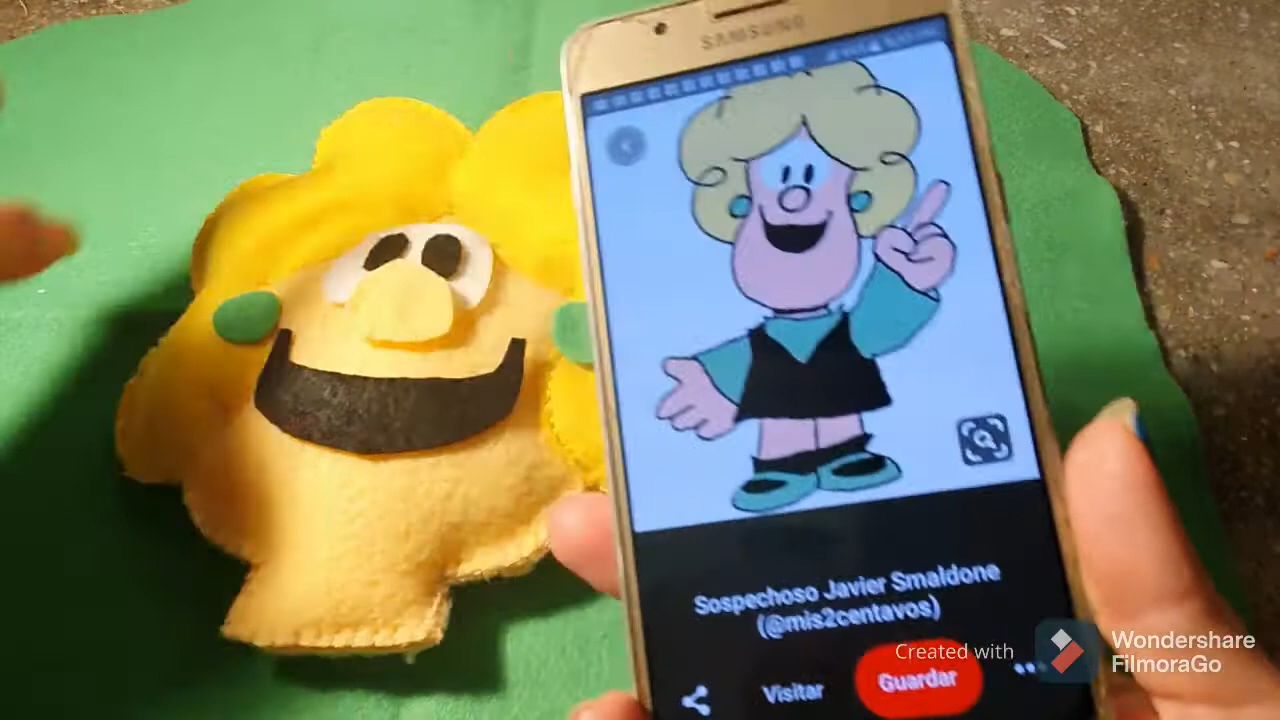 SAMSUNG
Sospechoso Javier Smaldone
(@mis2centavos)
Visitar
Guardar
Created with
Wondershare
FilmoraGo